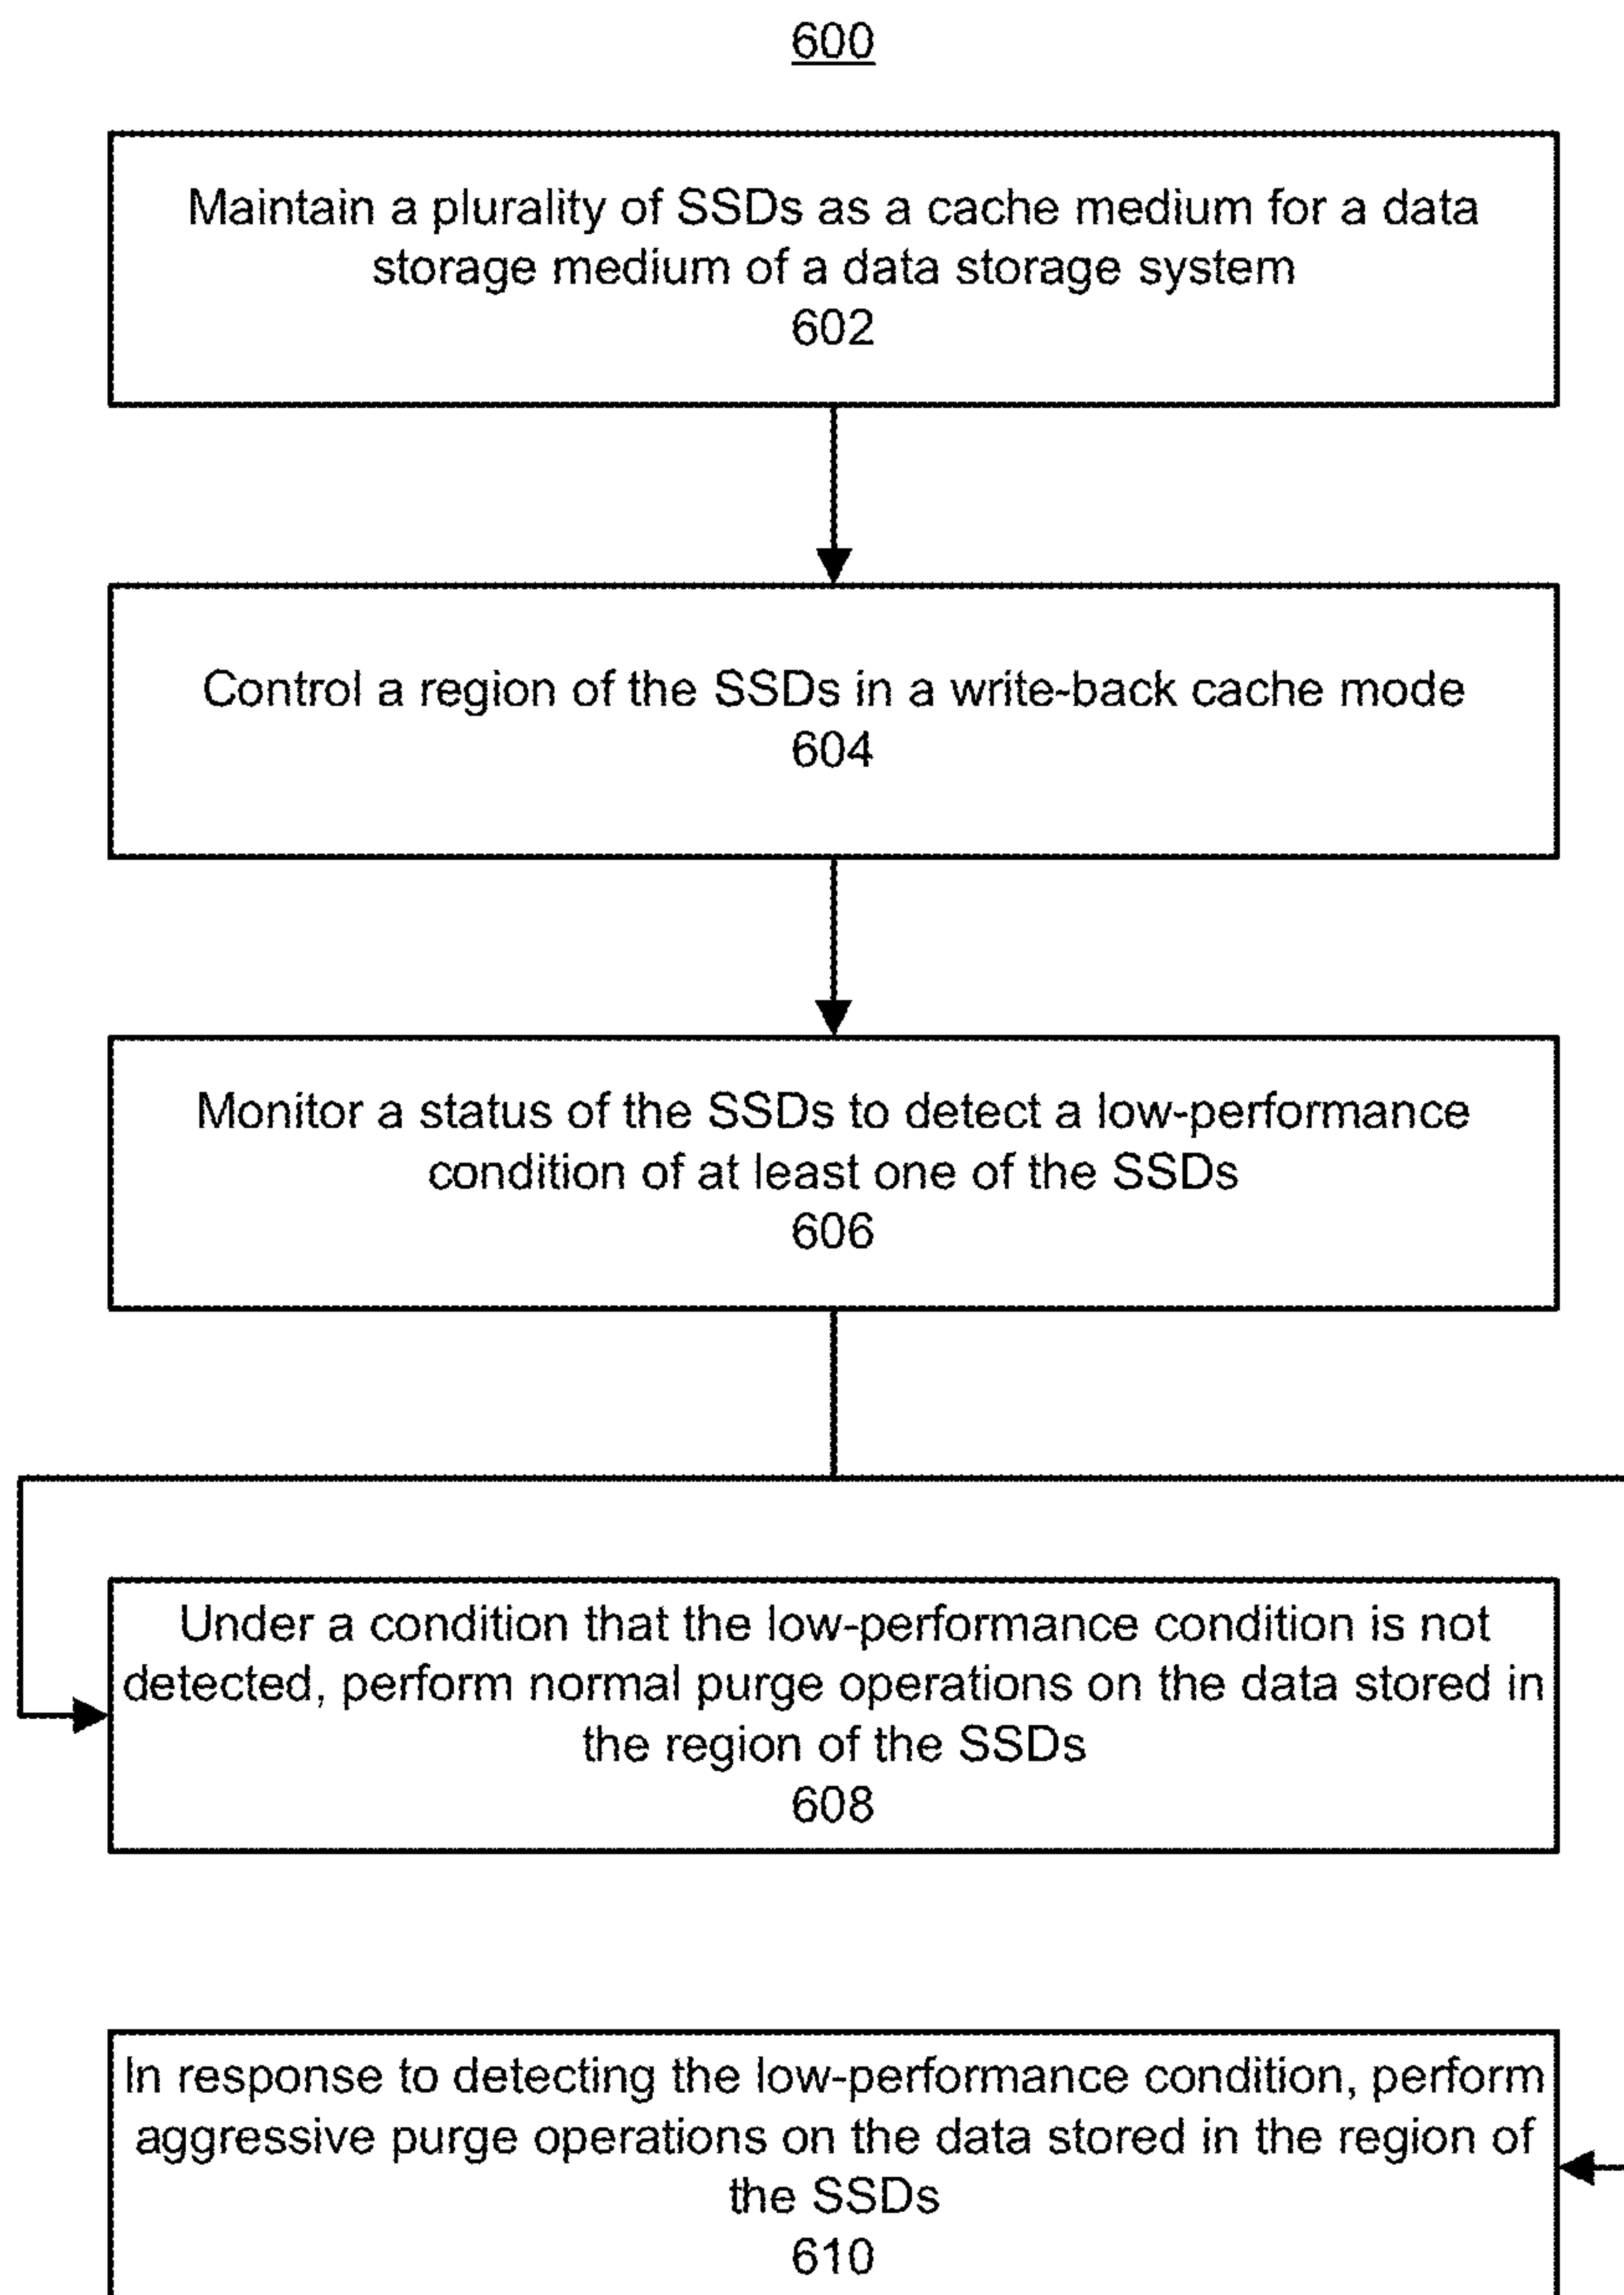 600
Maintain a plurality of SSDs as a cache medium for a data
storage medium of a data storage system
602
Control a region of the SSDs in a write-back cache mode
604
Monitor a status of the SSDs to detect a low-performance
condition of at least one of the SSDs
606
Under a condition that the low-performance condition is not
detected, perform normal purge operations on the data stored in
the region of the SSDs
608
In response to detecting the low-performance condition, perform
aggressive purge operations on the data stored in the region of
the SSDs
610